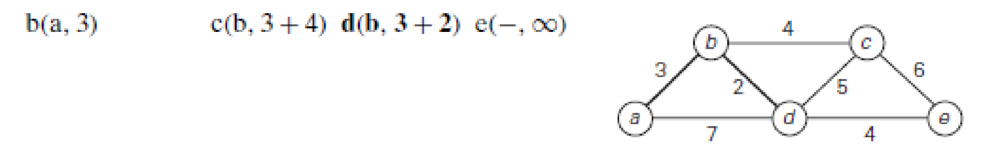 b(a, 3) c(b, 3 + 4) d(b, 3 + 2) e(−, ∞)
4
b c
3 6
2 5
a d e
7 4